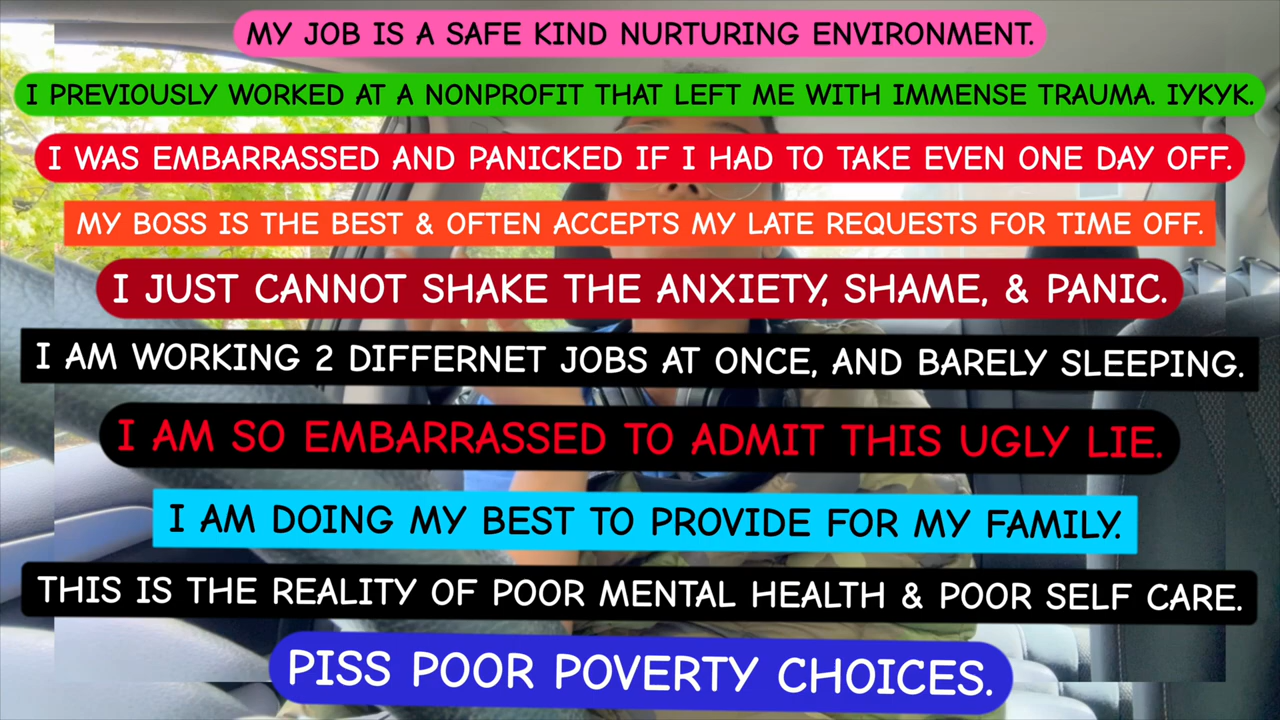 MY JOB IS A SAFE KIND NURTURING ENVIRONMENT.
I PREVIOUSLY WORKED AT A NONPROFIT THAT LEFT ME WITH IMMENSE TRAUMA. IYKYK.
I WAS EMBARRASSED AND PANICKED IF I HAD TO TAKE EVEN ONE DAY OFF.
MY BOSS IS THE BEST & OFTEN ACCEPTS MY LATE REQUESTS FOR TIME OFF.
I JUST CANNOT SHAKE THE ANXIETY, SHAME, & PANIC.
I AM WORKING 2 DIFFERNET JOBS AT ONCE, AND BARELY SLEEPING.
I AM SO EMBARRASSED TO ADMIT THIS UGLY LIE.
I AM DOING MY BEST TO PROVIDE FOR MY FAMILY.
THIS IS THE REALITY OF POOR MENTAL HEALTH & POOR SELF CARE.
PISS POOR POVERTY CHOICES.